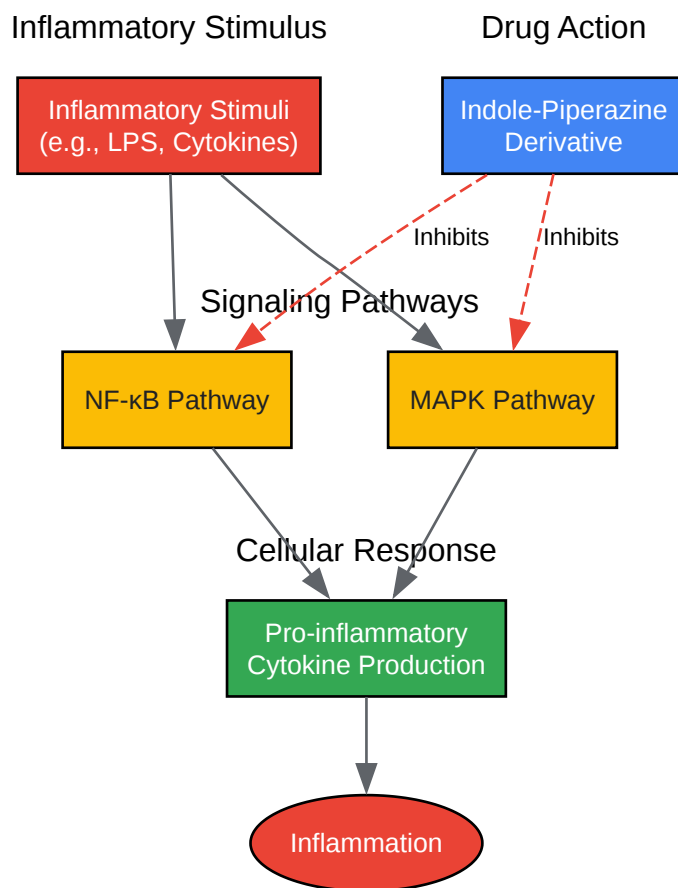 Inflammatory Stimulus
Drug Action
Inflammatory Stimuli
(e.g., LPS, Cytokines)
Indole-Piperazine
Derivative
Inhibits
Inhibits
Signaling Pathways
NF-κB Pathway
MAPK Pathway
Cellular Response
Pro-inflammatory
Cytokine Production
Inflammation